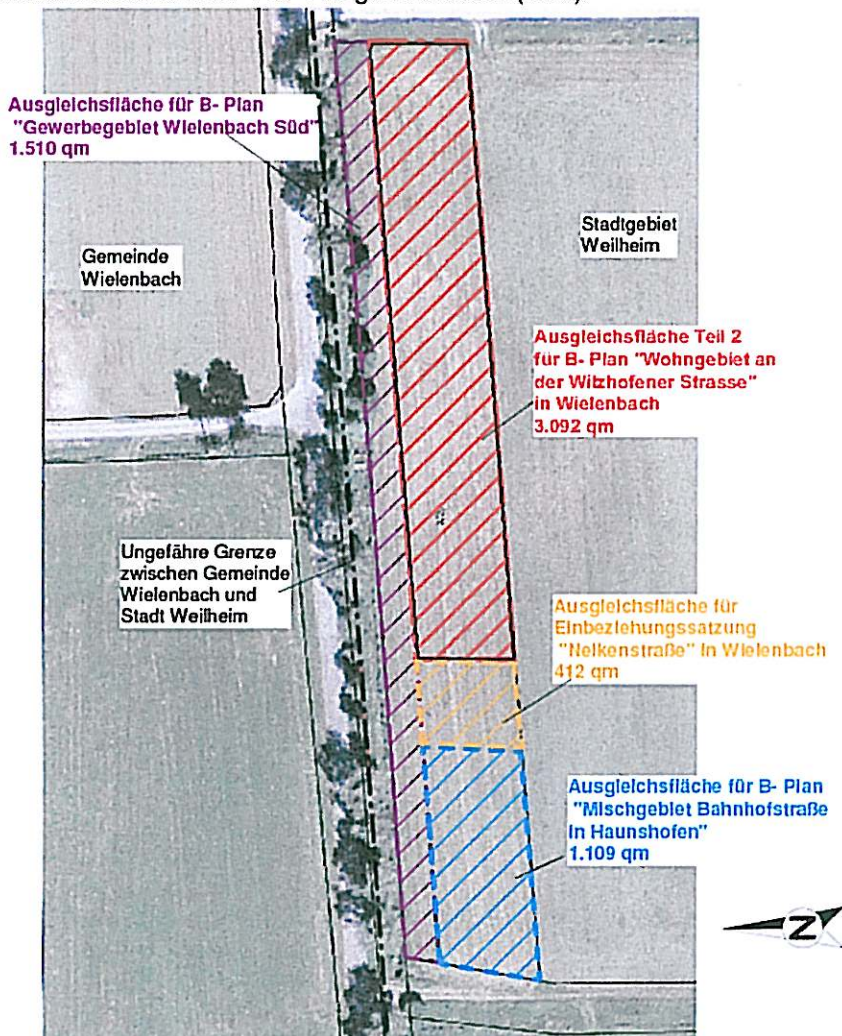 Ausgleichsfläche für B- Plan
"Gewerbegebiet Wielenbach Süd"
1.510 qm
Gemeinde
Wielenbach
Stadtgebiet
Weilheim
Ausgleichsfläche Teil 2
für B- Plan "Wohngebiet an
der Witzhofener Strasse"
in Wielenbach
3.092 qm
Ungefähre Grenze
zwischen Gemeinde
Wielenbach und
Stadt Weilheim
Ausgleichsfläche für
Einbeziehungssatzung
"Nelkenstraße" in Wielenbach
412 qm
Ausgleichsfläche für B- Plan
"Mischgebiet Bahnhofstraße
in Haunshofen"
1.109 qm
N